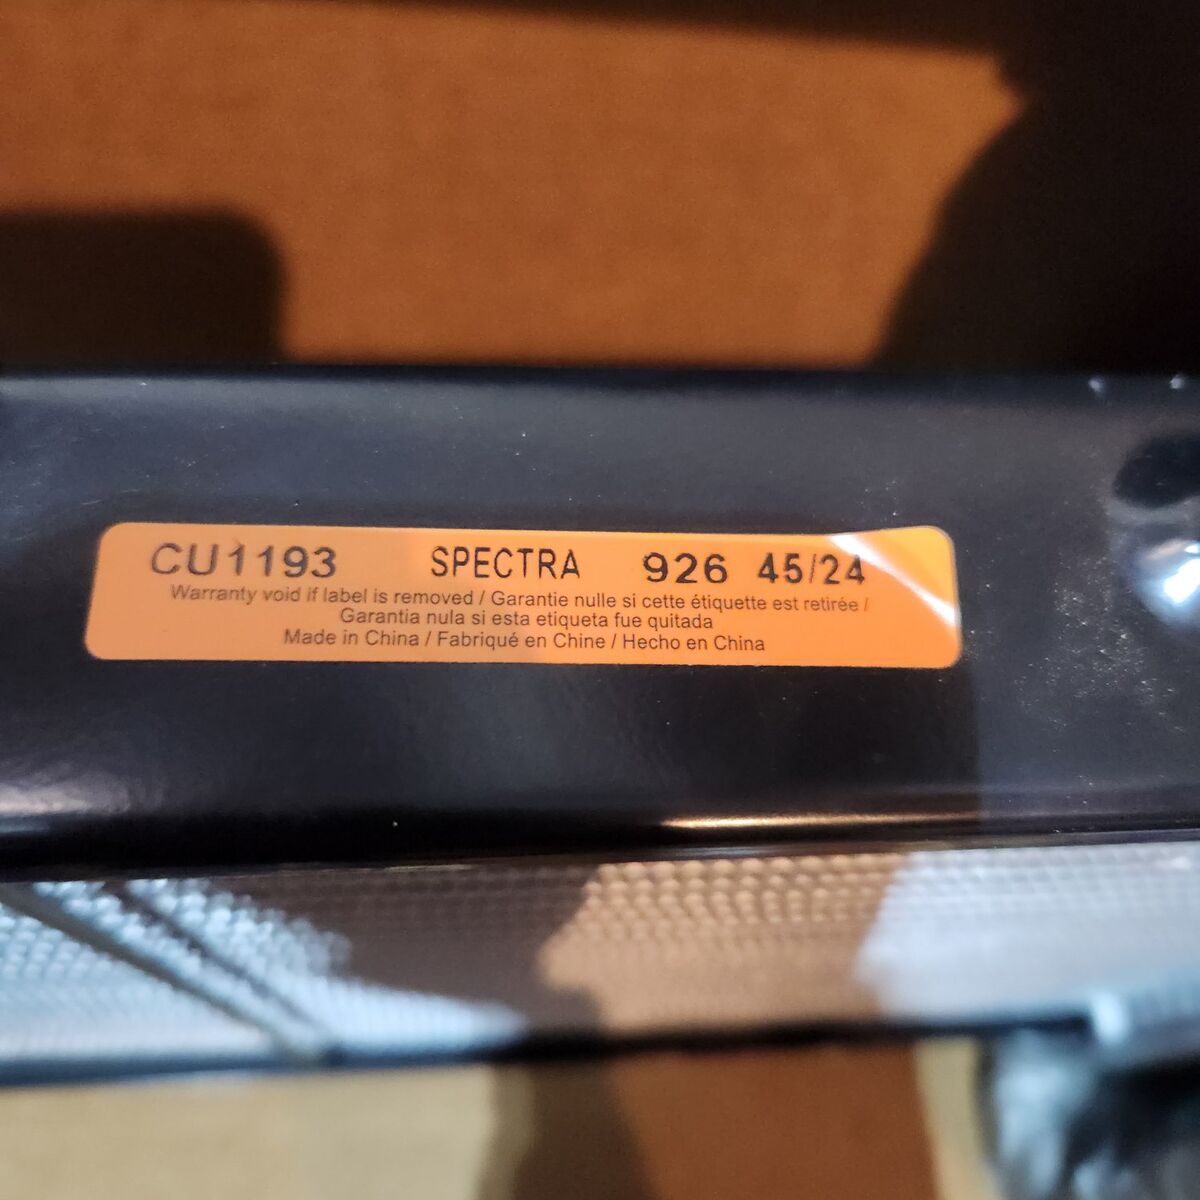 CU1193 SPECTRA 926 45/24
Warranty void if label is removed / Garantie nulle si cette étiquette est retirée /
Garantia nula si esta etiqueta fue quitada
Made in China / Fabriqué en Chine / Hecho en China